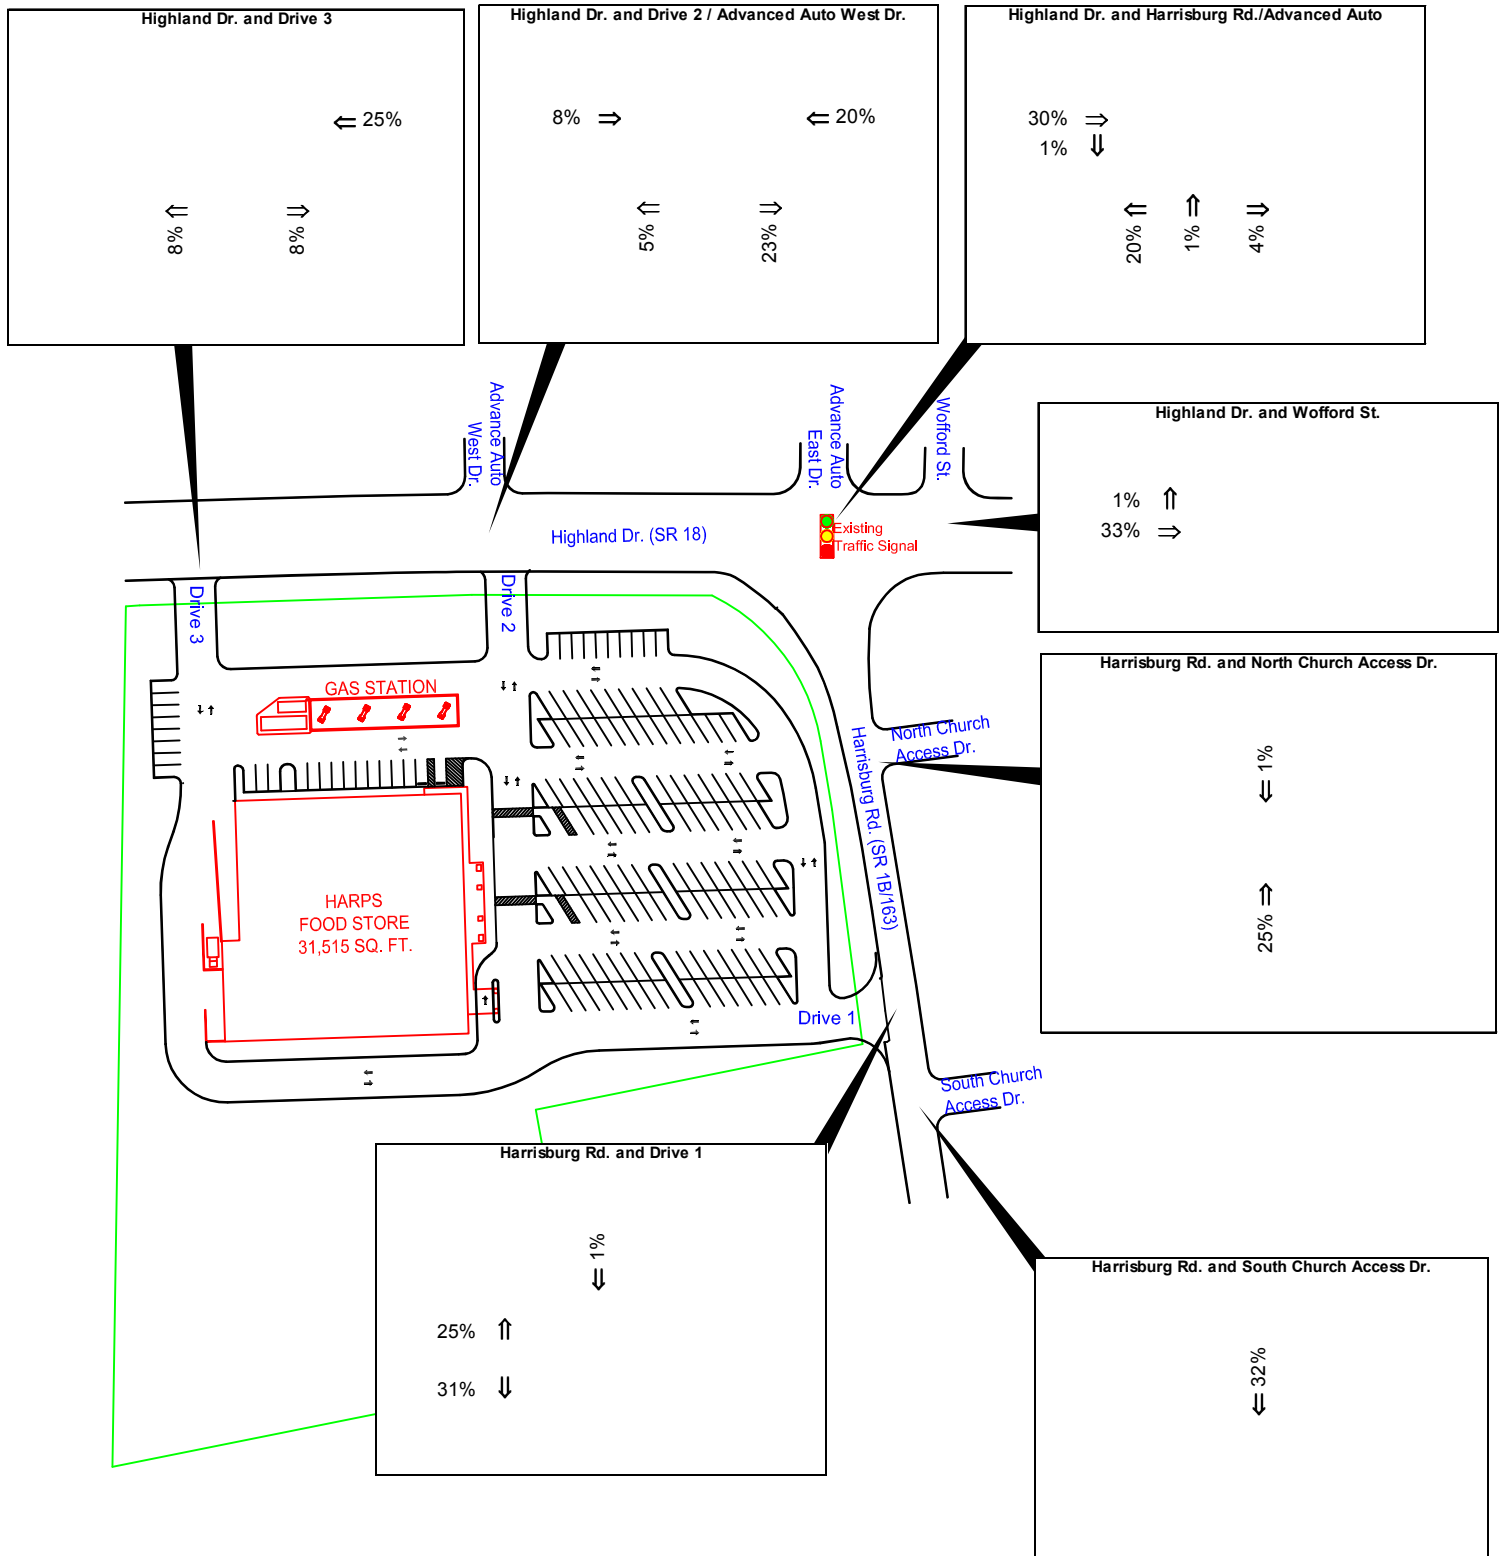 Highland Dr. and Drive 3
25%
8%
8%
Highland Dr. and Drive 2 / Advanced Auto West Dr.
8%
20%
5%
23%
Highland Dr. and Harrisburg Rd./Advanced Auto
30%
1%
20%
1%
4%
Highland Dr. and Wofford St.
1%
33%
Advance Auto
West Dr.
Advance Auto
East Dr.
Wofford St.
Highland Dr. (SR 18)
Existing
Traffic Signal
Drive 3
Drive 2
GAS STATION
Harrisburg Rd. (SR 1B/163)
North Church
Access Dr.
Harrisburg Rd. and North Church Access Dr.
1%
25%
HARPS
FOOD STORE
31,515 SQ. FT.
Drive 1
South Church
Access Dr.
Harrisburg Rd. and Drive 1
1%
25%
31%
Harrisburg Rd. and South Church Access Dr.
32%